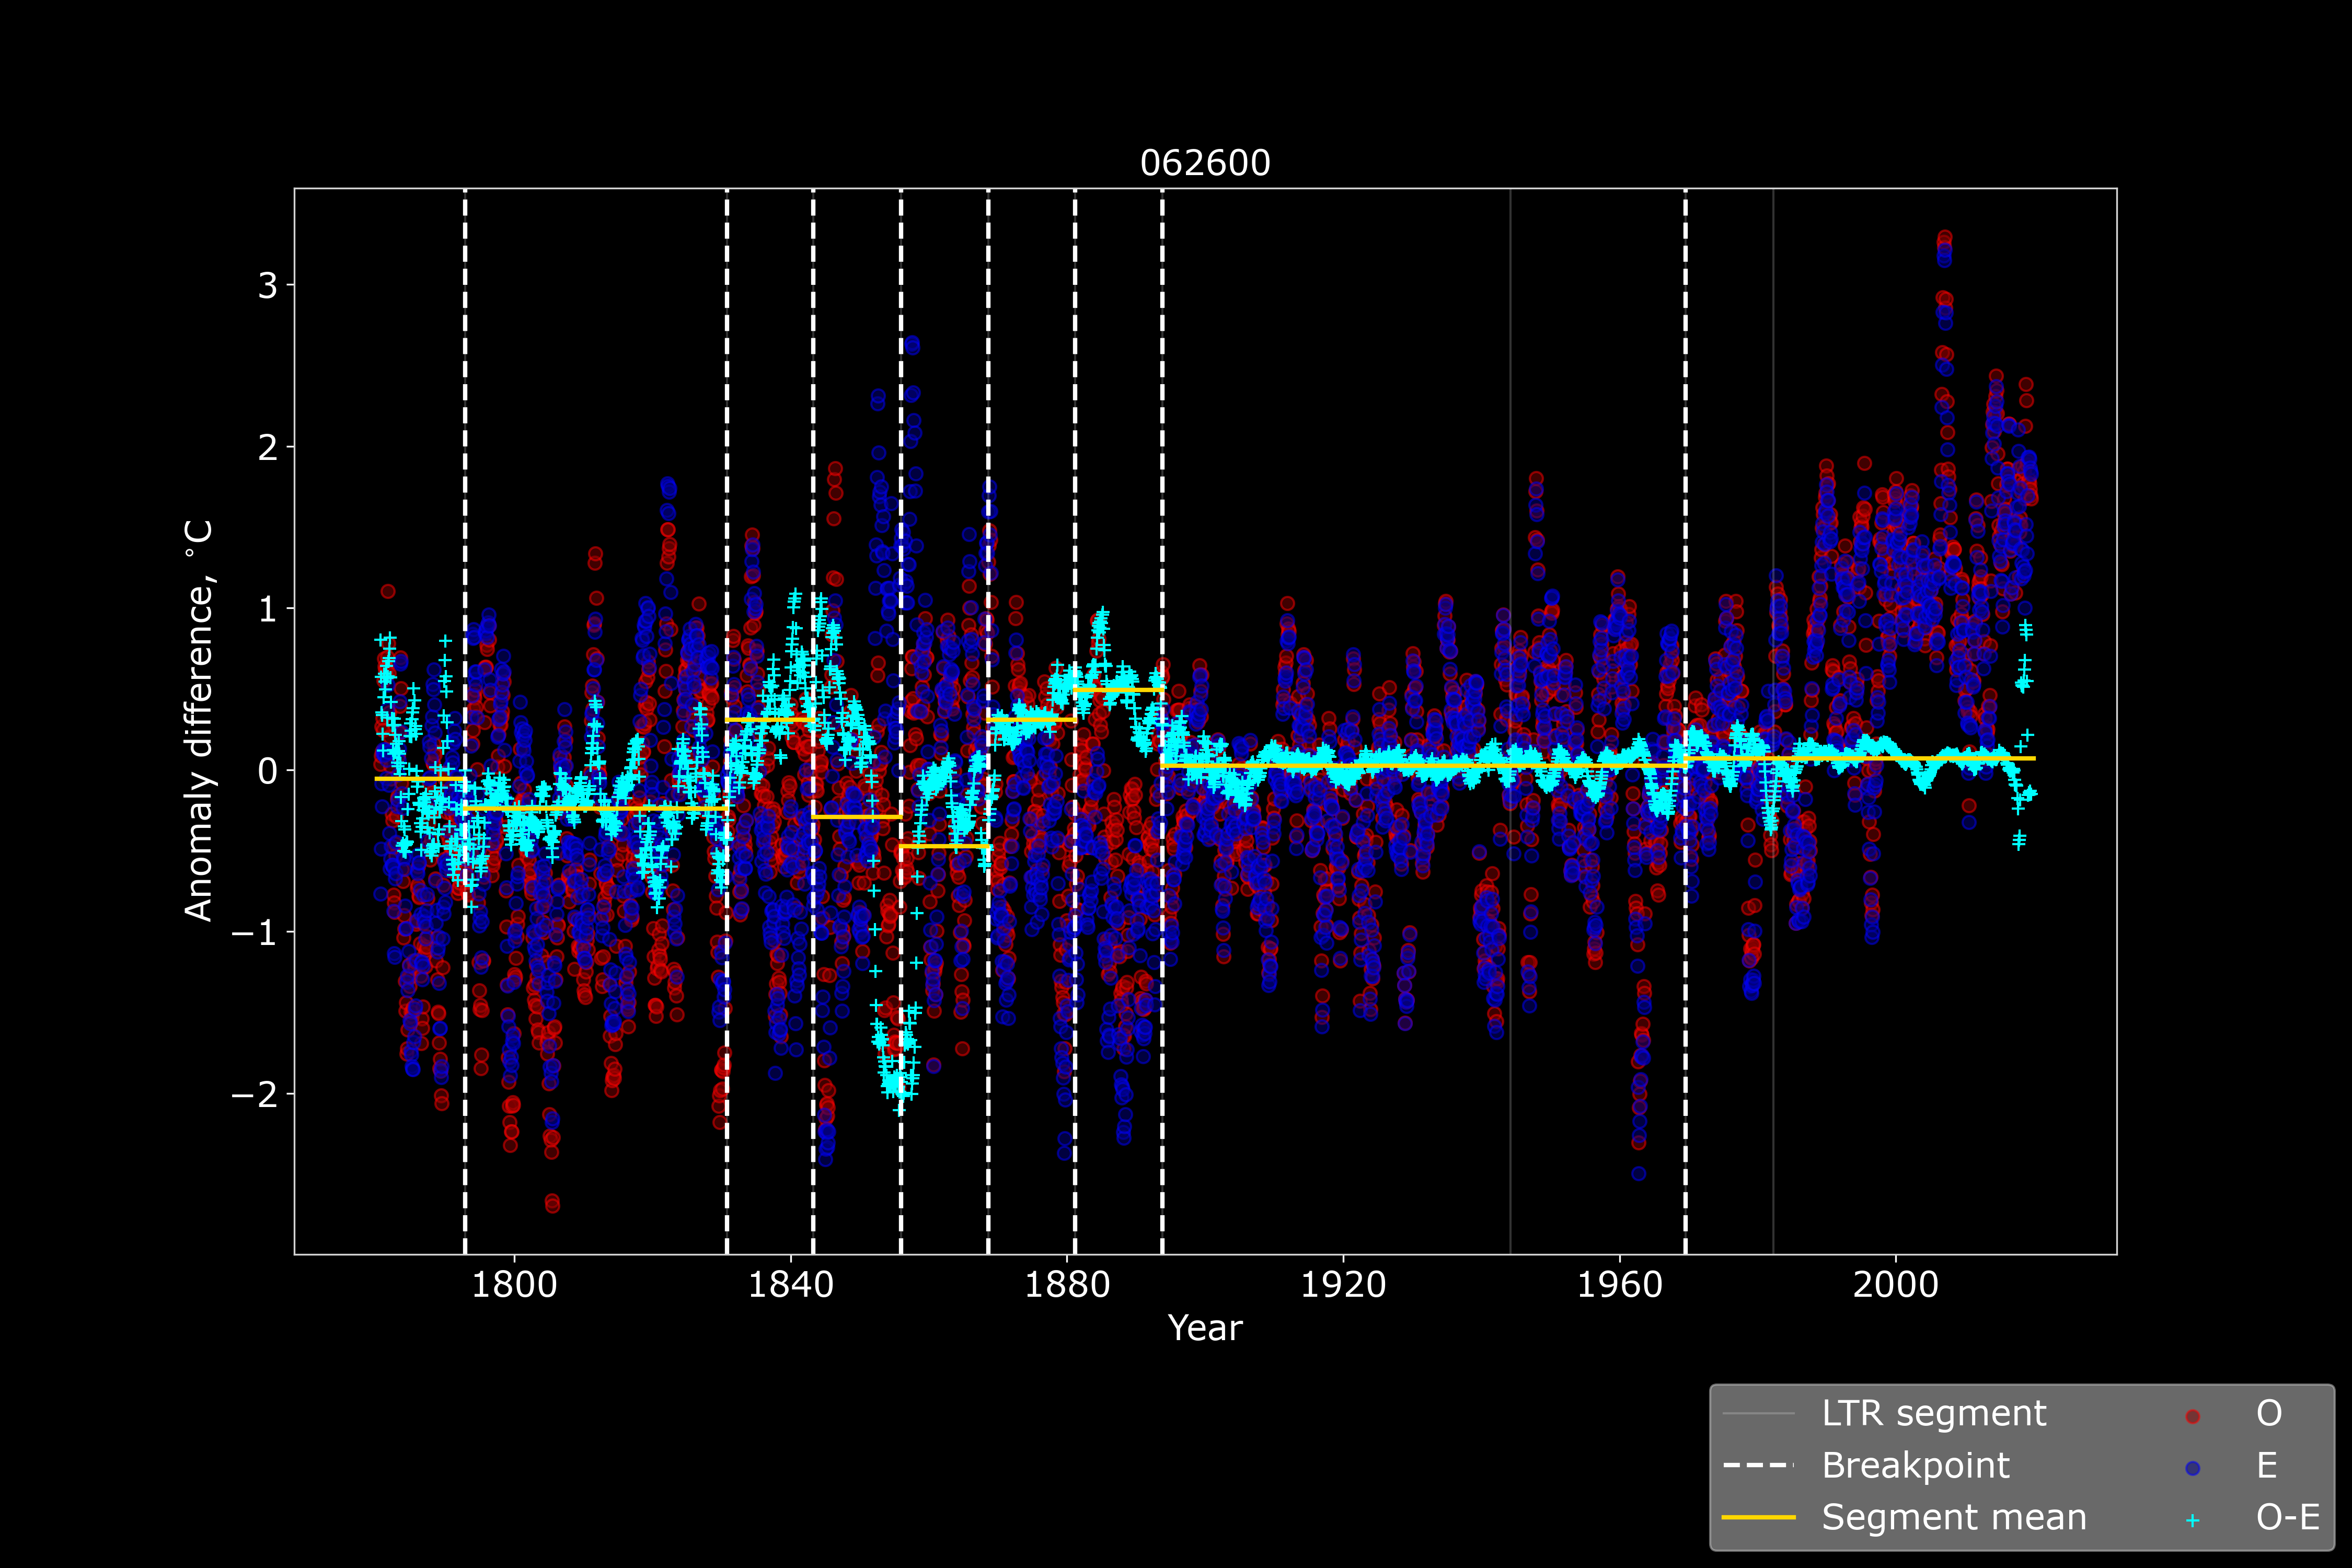 062600
Anomaly difference, °C
3
2
1
0
−1
−2
1800
1840
1880
1920
1960
2000
Year
LTR segment
Breakpoint
Segment mean
O
E
O-E